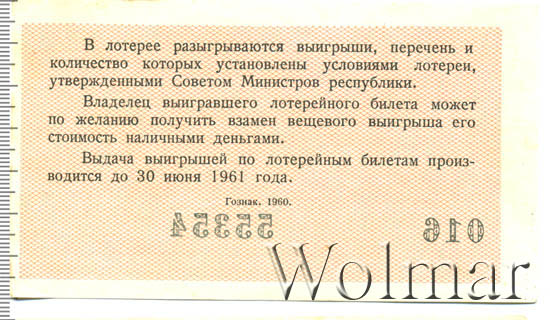 В лотерее разыгрываются выигрыши, перечень и
количество которых установлены условиями лотереи,
утвержденными Советом Министров республики.
Владелец выигравшего лотерейного билета может
по желанию получить взамен вещевого выигрыша его
стоимость наличными деньгами.
Выдача выигрышей по лотерейным билетам произ-
водится до 30 июня 1961 года.
Гознак. 1960.
55354 016
Wolmar